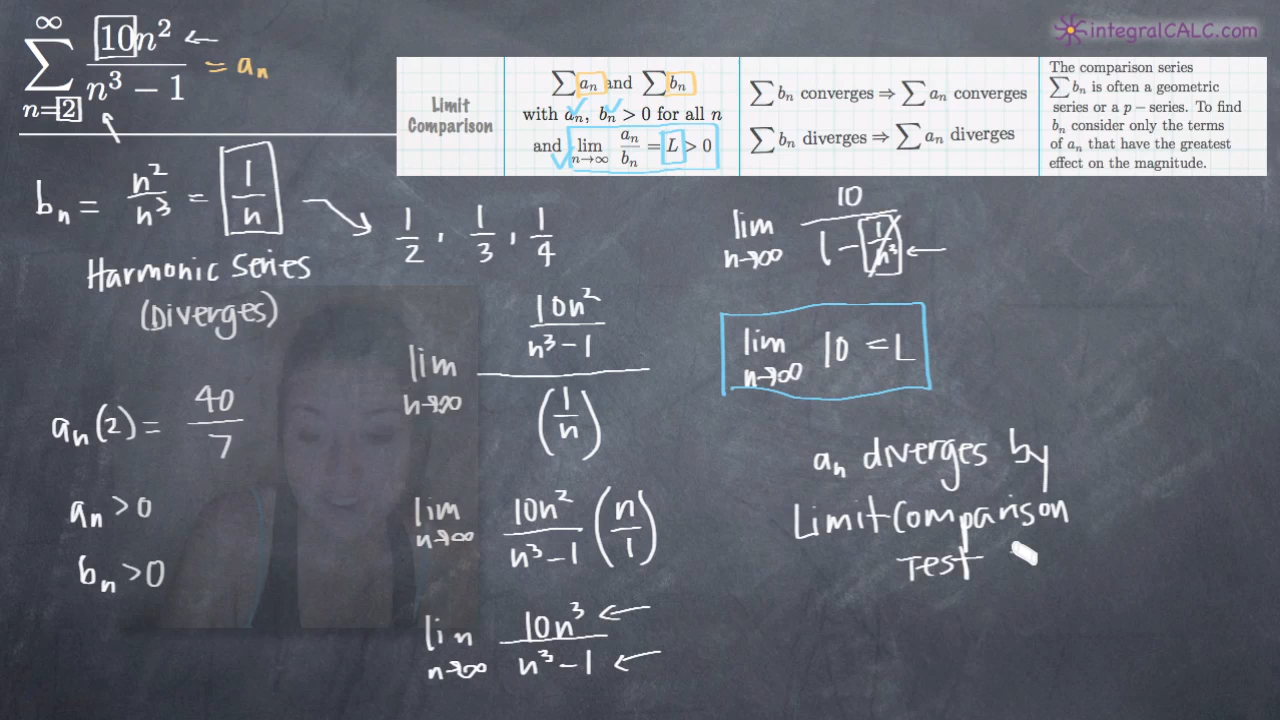 ∞
∑ 10n² ← / n³ − 1 = aₙ
n=2
integralCALC.com
Limit
Comparison
∑ aₙ and ∑ bₙ
with aₙ, bₙ > 0 for all n
and lim n→∞ aₙ/bₙ = L > 0
∑ bₙ converges ⇒ ∑ aₙ converges
∑ bₙ diverges ⇒ ∑ aₙ diverges
The comparison series
∑ bₙ is often a geometric
series or a p − series. To find
bₙ consider only the terms
of aₙ that have the greatest
effect on the magnitude.
bₙ = n²/n³ = 1/n
1/2, 1/3, 1/4
Harmonic Series
(Diverges)
aₙ(2) = 40/7
aₙ > 0
bₙ > 0
lim n→∞ (10n²/(n³ − 1))/(1/n)
lim n→∞ 10n²/(n³ − 1) (n/1)
lim n→∞ 10n³/(n³ − 1)
lim n→∞ 10/(1 − 1/n³)
lim n→∞ 10 = L
aₙ diverges by
Limit Comparison
Test